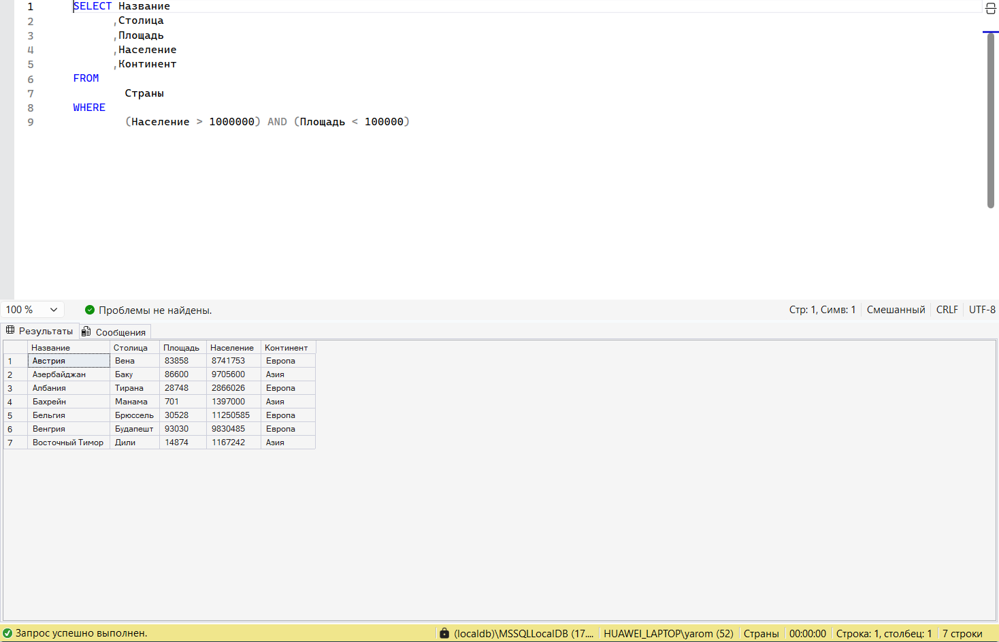 1 SELECT Название
2 ,Столица
3 ,Площадь
4 ,Население
5 ,Континент
6 FROM
7 Страны
8 WHERE
9 (Население > 1000000) AND (Площадь < 100000)
100 % Проблемы не найдены. Стр: 1, Симв: 1 Смешанный CRLF UTF-8
Результаты Сообщения
Название Столица Площадь Население Континент
1 Австрия Вена 83858 8741753 Европа
2 Азербайджан Баку 86600 9705600 Азия
3 Албания Тирана 28748 2866026 Европа
4 Бахрейн Манама 701 1397000 Азия
5 Бельгия Брюссель 30528 11250585 Европа
6 Венгрия Будапешт 93030 9830485 Европа
7 Восточный Тимор Дили 14874 1167242 Азия
Запрос успешно выполнен. (localdb)\MSSQLLocalDB (17.... HUAWEI_LAPTOP\yarom (52) Страны 00:00:00 Строка: 1, столбец: 1 7 строки